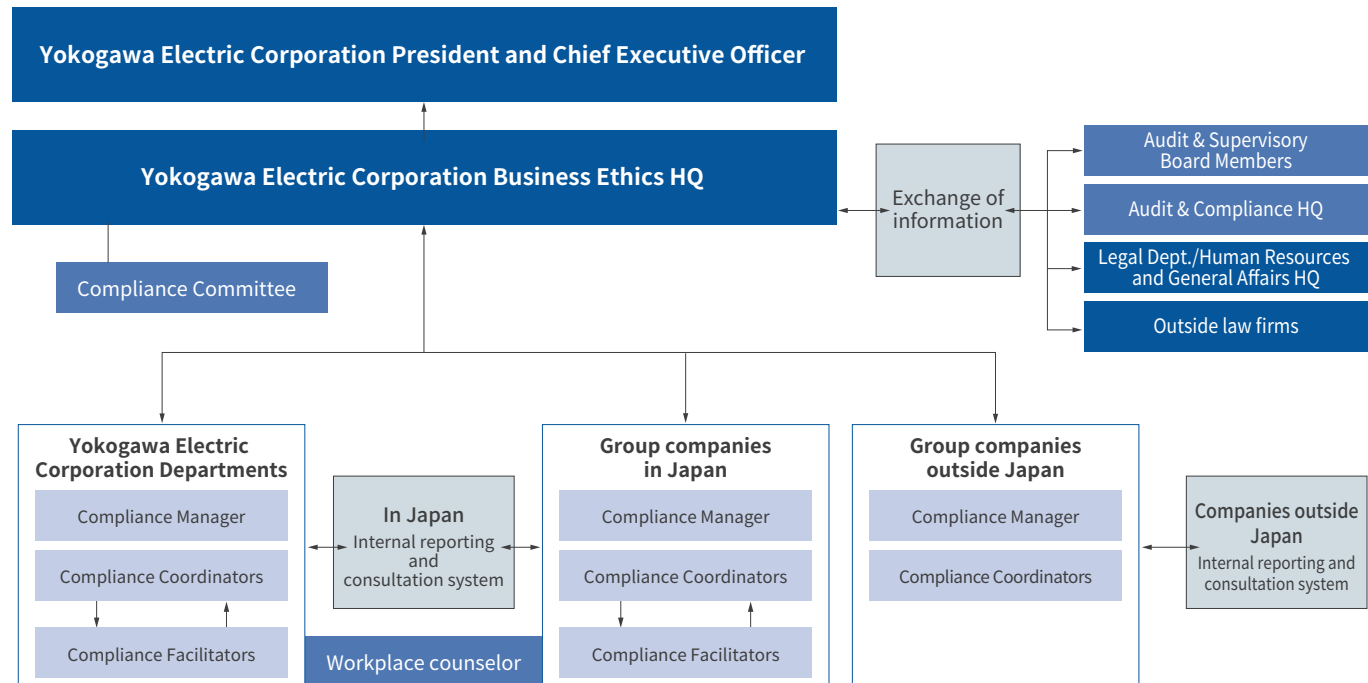 Yokogawa Electric Corporation President and Chief Executive Officer
Yokogawa Electric Corporation Business Ethics HQ
Compliance Committee
Exchange of
information
Audit & Supervisory
Board Members
Audit & Compliance HQ
Legal Dept./Human Resources
and General Affairs HQ
Outside law firms
Yokogawa Electric
Corporation Departments
Compliance Manager
Compliance Coordinators
Compliance Facilitators
In Japan
Internal reporting
and
consultation system
Workplace counselor
Group companies
in Japan
Compliance Manager
Compliance Coordinators
Compliance Facilitators
Group companies
outside Japan
Compliance Manager
Compliance Coordinators
Companies outside
Japan
Internal reporting and
consultation system